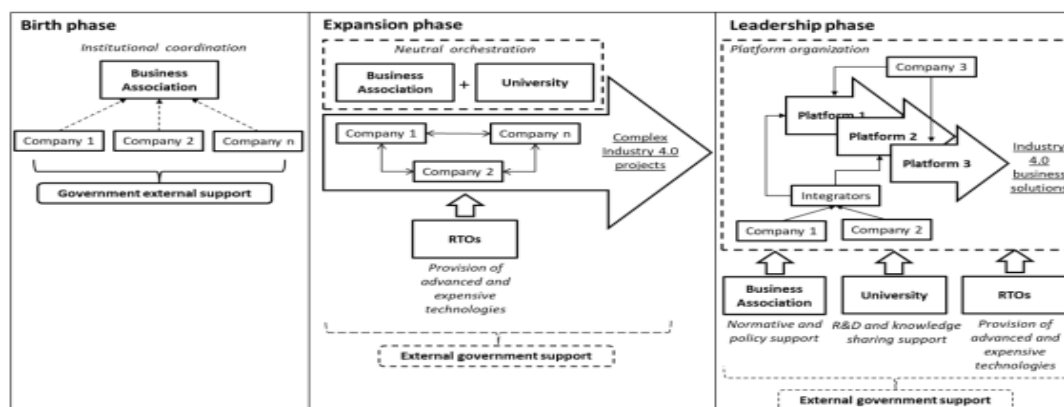 Birth phase
Institutional coordination
Business
Association
Company 1
Company 2
Company n
Government external support
Expansion phase
Neutral orchestration
Business
Association
+
University
Company 1
Company n
Company 2
Complex
Industry 4.0
projects
RTOs
Provision of
advanced and
expensive
technologies
External government support
Leadership phase
Platform organization
Company 3
Platform 1
Platform 2
Platform 3
Industry
4.0
business
solutions
Integrators
Company 1
Company 2
Business
Association
Normative and
policy support
University
R&D and knowledge
sharing support
RTOs
Provision of
advanced and
expensive
technologies
External government support